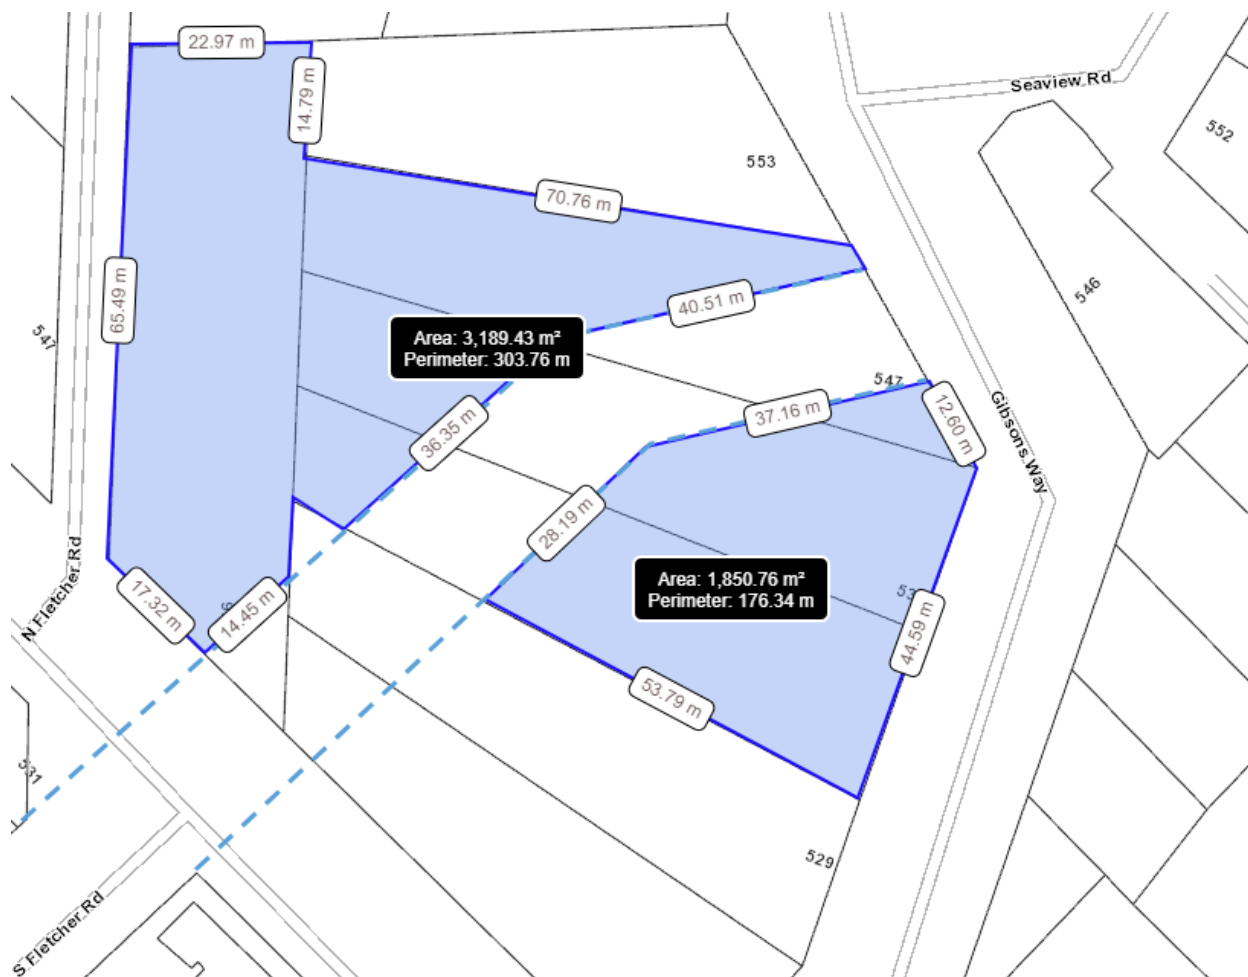 22.97 m
14.79 m
Seaview Rd
552
553
70.76 m
546
65.49 m
40.51 m
547
Area: 3,189.43 m²
Perimeter: 303.76 m
547
37.16 m
12.60 m
36.35 m
Gibsons Way
28.19 m
N Fletcher Rd
17.32 m
14.45 m
Area: 1,850.76 m²
Perimeter: 176.34 m
44.59 m
53.79 m
531
529
S Fletcher Rd